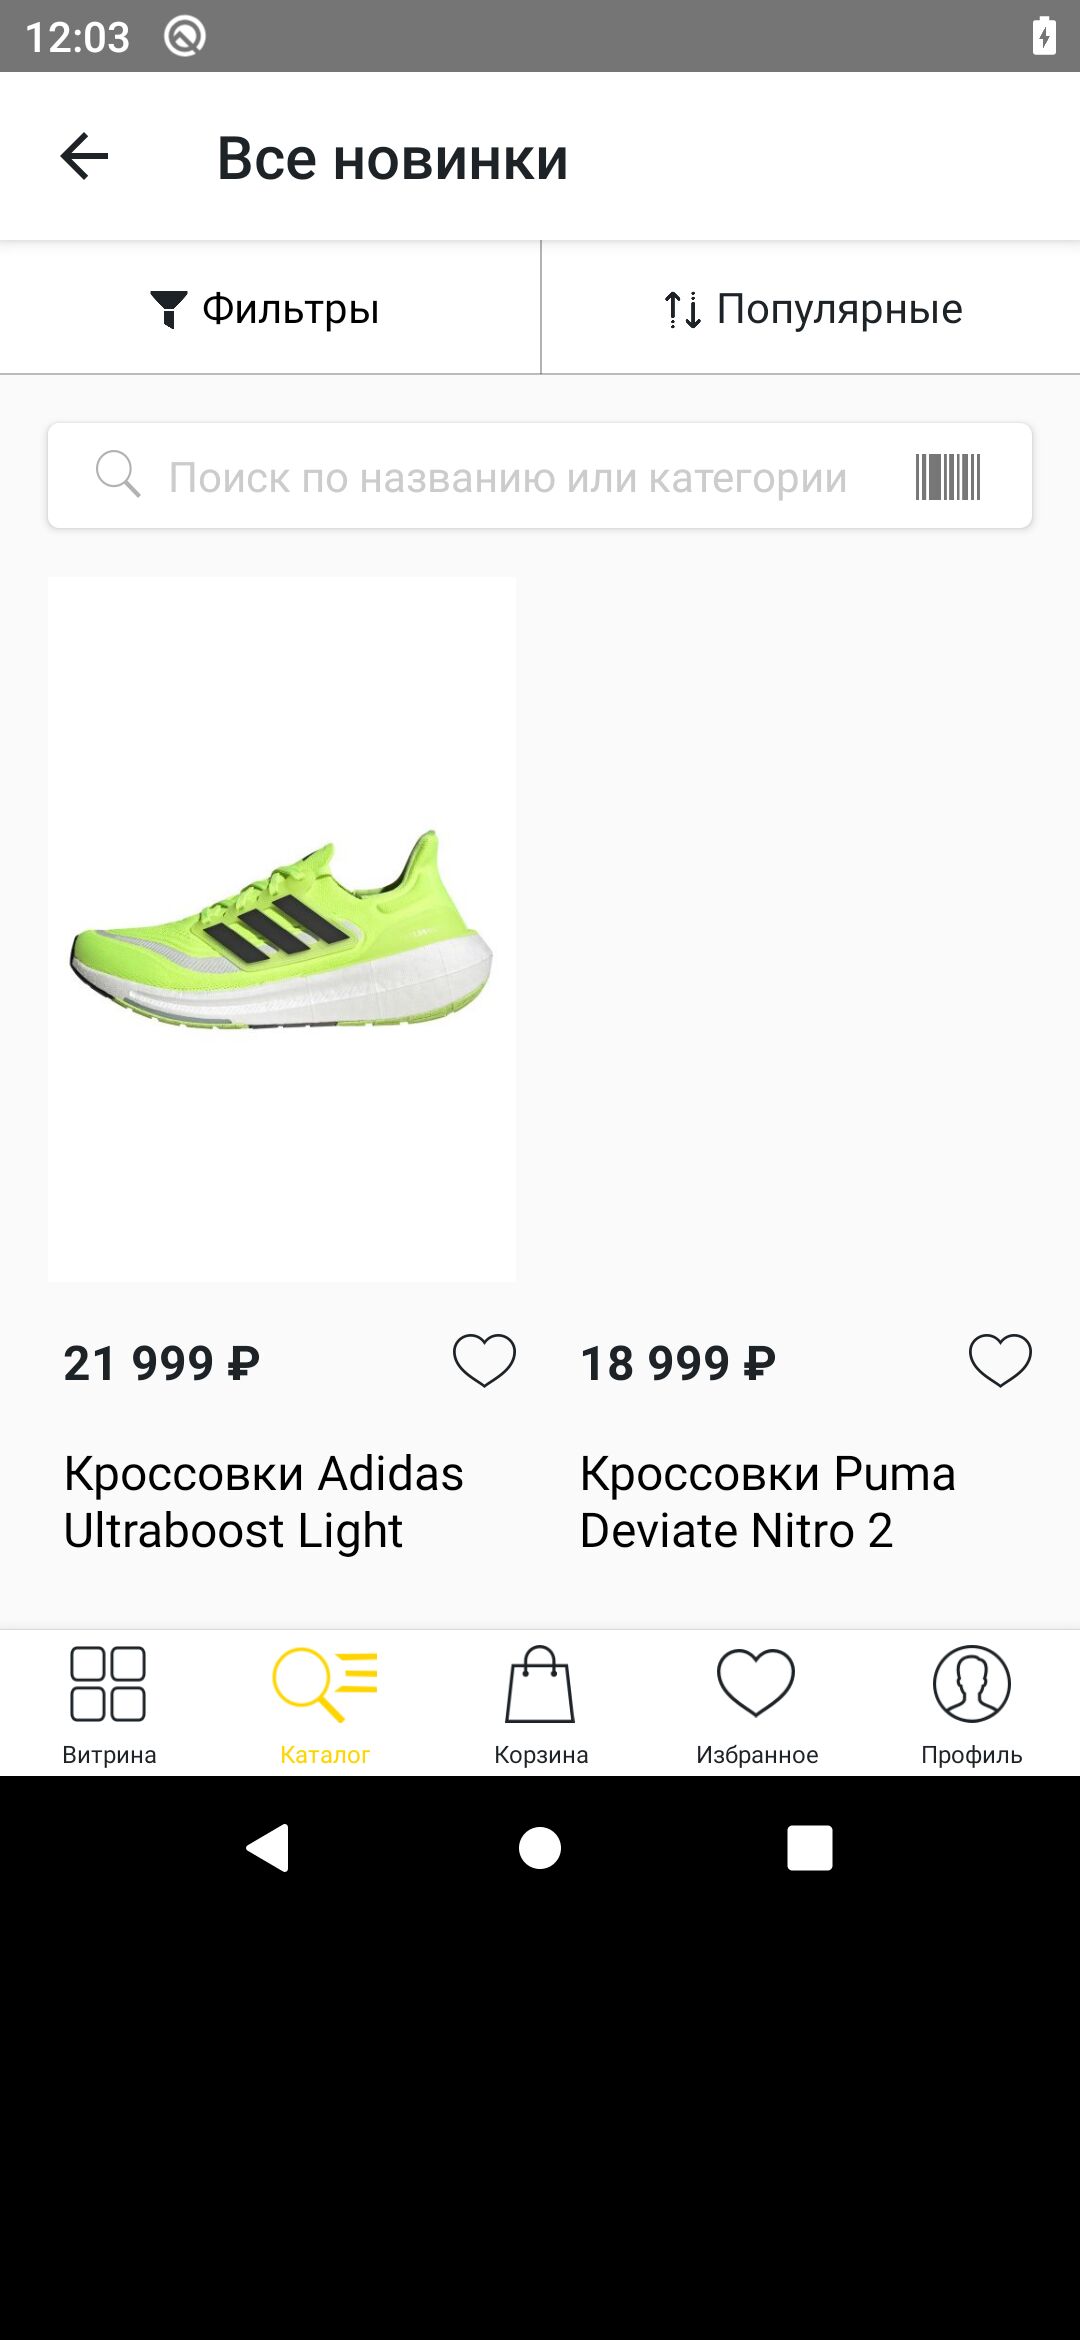 12:03
Все новинки
Фильтры
Популярные
Поиск по названию или категории
21 999 ₽
18 999 ₽
Кроссовки Adidas
Ultraboost Light
Кроссовки Puma
Deviate Nitro 2
Витрина
Каталог
Корзина
Избранное
Профиль